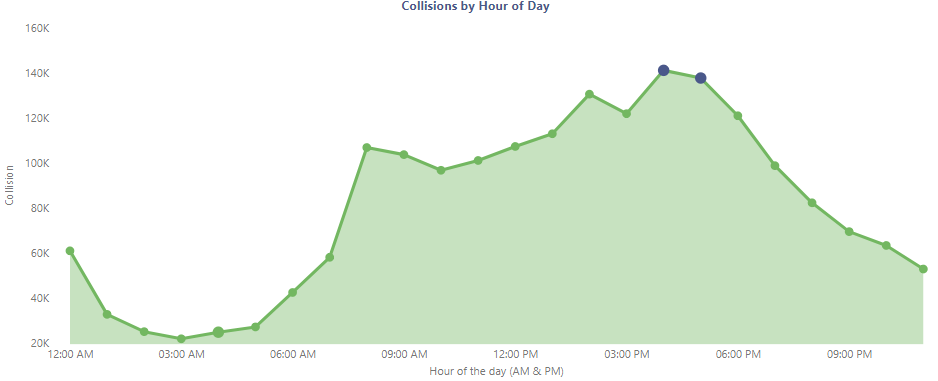 Collisions by Hour of Day
160K
140K
120K
100K
80K
60K
40K
20K
Collision
12:00 AM 03:00 AM 06:00 AM 09:00 AM 12:00 PM 03:00 PM 06:00 PM 09:00 PM
Hour of the day (AM & PM)